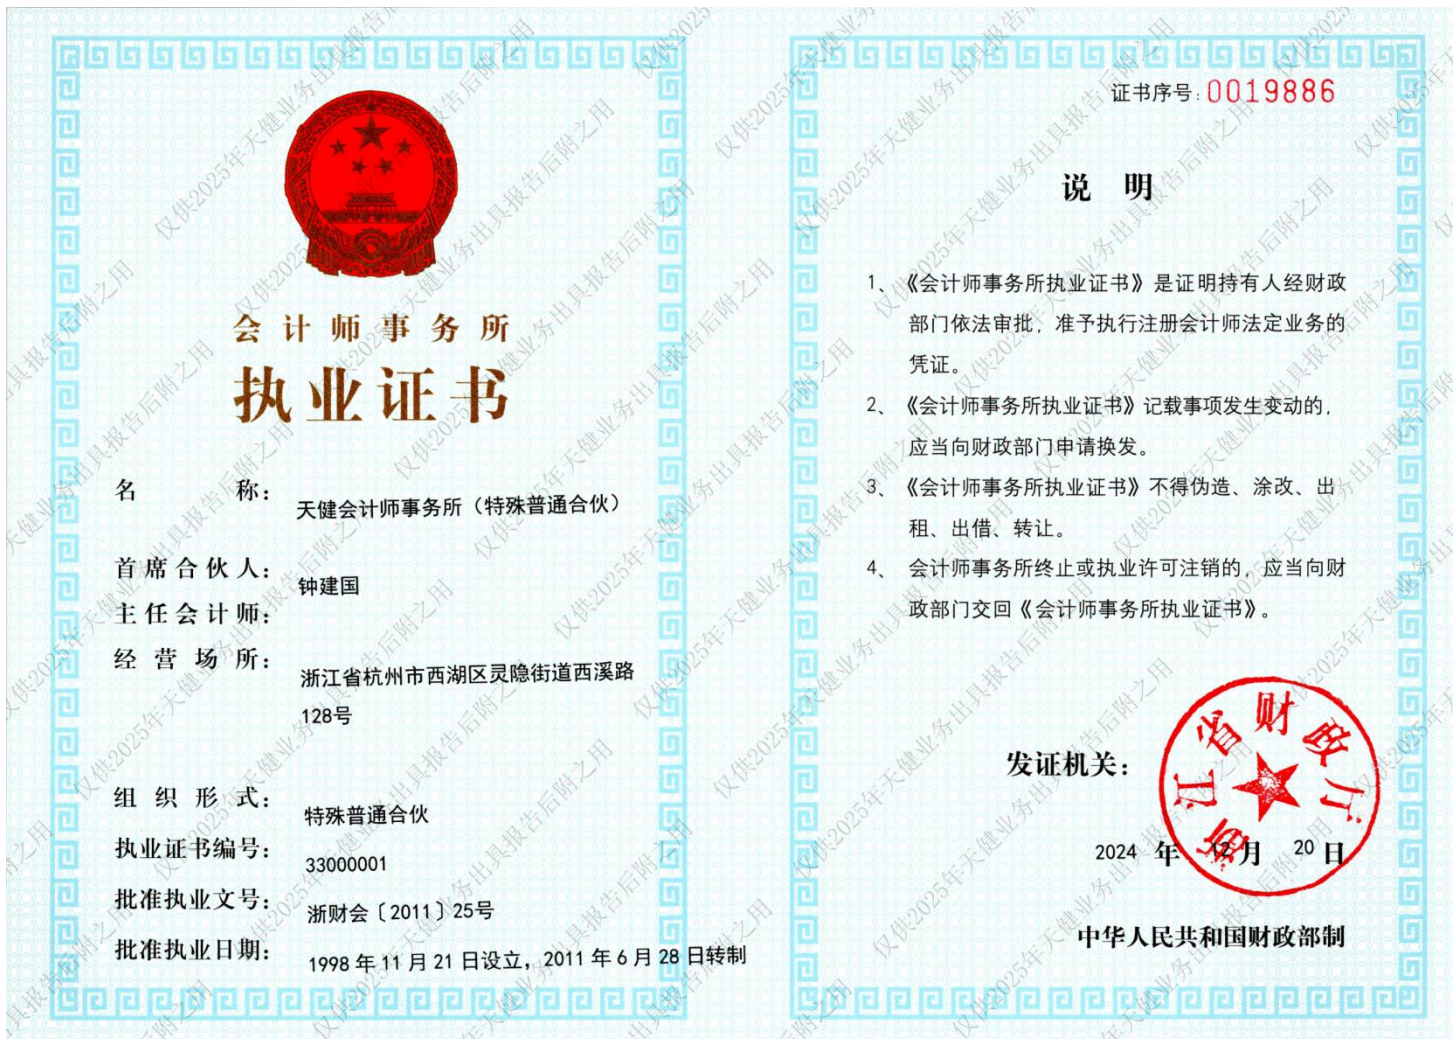 会计师事务所
执业证书
名称：
天健会计师事务所（特殊普通合伙）
首席合伙人：
钟建国
主任会计师：
经营场所：
浙江省杭州市西湖区灵隐街道西溪路
128号
组织形式：
特殊普通合伙
执业证书编号：
33000001
批准执业文号：
浙财会〔2011〕25号
批准执业日期：
1998 年 11 月 21 日设立，2011 年 6 月 28 日转制
证书序号：0019886
说 明
1、《会计师事务所执业证书》是证明持有人经财政
部门依法审批，准予执行注册会计师法定业务的
凭证。
2、《会计师事务所执业证书》记载事项发生变动的，
应当向财政部门申请换发。
3、《会计师事务所执业证书》不得伪造、涂改、出
租、出借、转让。
4、会计师事务所终止或执业许可注销的，应当向财
政部门交回《会计师事务所执业证书》。
发证机关：
浙江省财政厅
2024 年 12 月 20 日
中华人民共和国财政部制
仅供2025年天健业务出具报告后附之用